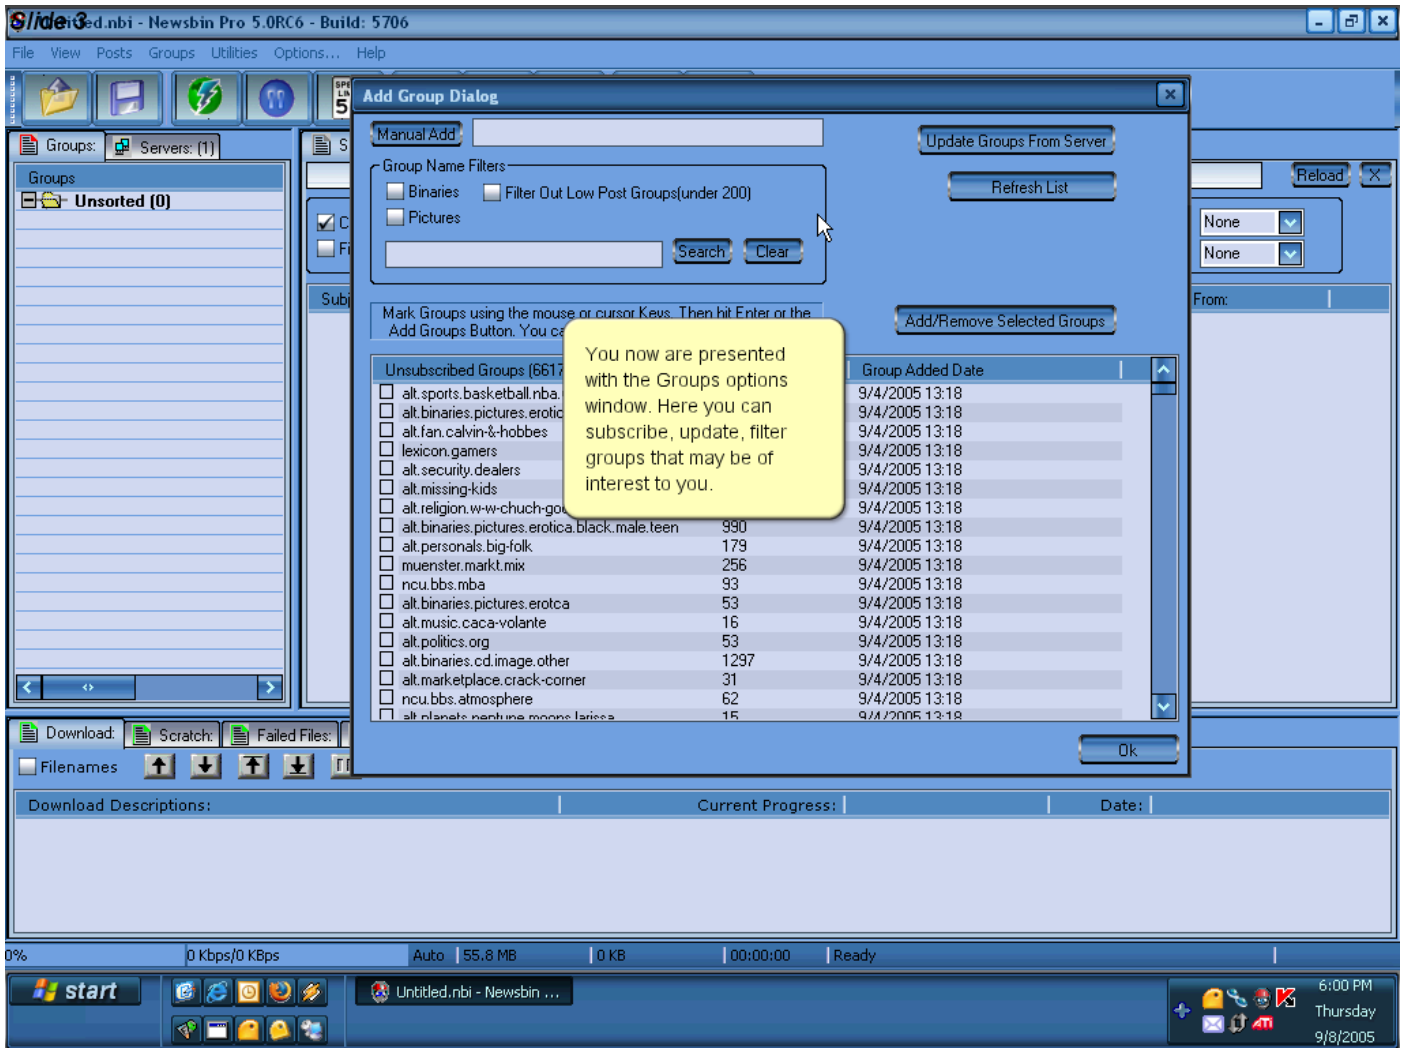 Slide 3
ed.nbi - Newsbin Pro 5.0RC6 - Build: 5706
File View Posts Groups Utilities Options... Help
Add Group Dialog
Manual Add
Update Groups From Server
Group Name Filters
Binaries
Filter Out Low Post Groups(under 200)
Pictures
Refresh List
Search
Clear
Groups:
Servers: (1)
Groups
Unsorted (0)
Reload
X
None
None
From:
Mark Groups using the mouse or cursor Keys. Then hit Enter or the
Add Groups Button. You
Add/Remove Selected Groups
You now are presented
with the Groups options
window. Here you can
subscribe, update, filter
groups that may be of
interest to you.
Unsubscribed Groups (6617
Group Added Date
alt.sports.basketball.nba.
9/4/2005 13:18
alt.binaries.pictures.erotic
9/4/2005 13:18
alt.fan.calvin-&-hobbes
9/4/2005 13:18
lexicon.gamers
9/4/2005 13:18
alt.security.dealers
9/4/2005 13:18
alt.missing-kids
9/4/2005 13:18
alt.religion.w-w-chuch-go
9/4/2005 13:18
alt.binaries.pictures.erotica.black.male.teen 990 9/4/2005 13:18
alt.personals.big-folk 179 9/4/2005 13:18
muenster.markt.mix 256 9/4/2005 13:18
ncu.bbs.mba 93 9/4/2005 13:18
alt.binaries.pictures.erotca 53 9/4/2005 13:18
alt.music.caca-volante 16 9/4/2005 13:18
alt.politics.org 53 9/4/2005 13:18
alt.binaries.cd.image.other 1297 9/4/2005 13:18
alt.marketplace.crack-corner 31 9/4/2005 13:18
ncu.bbs.atmosphere 62 9/4/2005 13:18
alt.planets.neptune.moons.larissa 15 9/4/2005 13:18
Ok
Download:
Scratch:
Failed Files:
Filenames
Download Descriptions:
Current Progress:
Date:
0%
0 Kbps/0 KBps
Auto
55.8 MB
0 KB
00:00:00
Ready
start
Untitled.nbi - Newsbin ...
6:00 PM
Thursday
9/8/2005